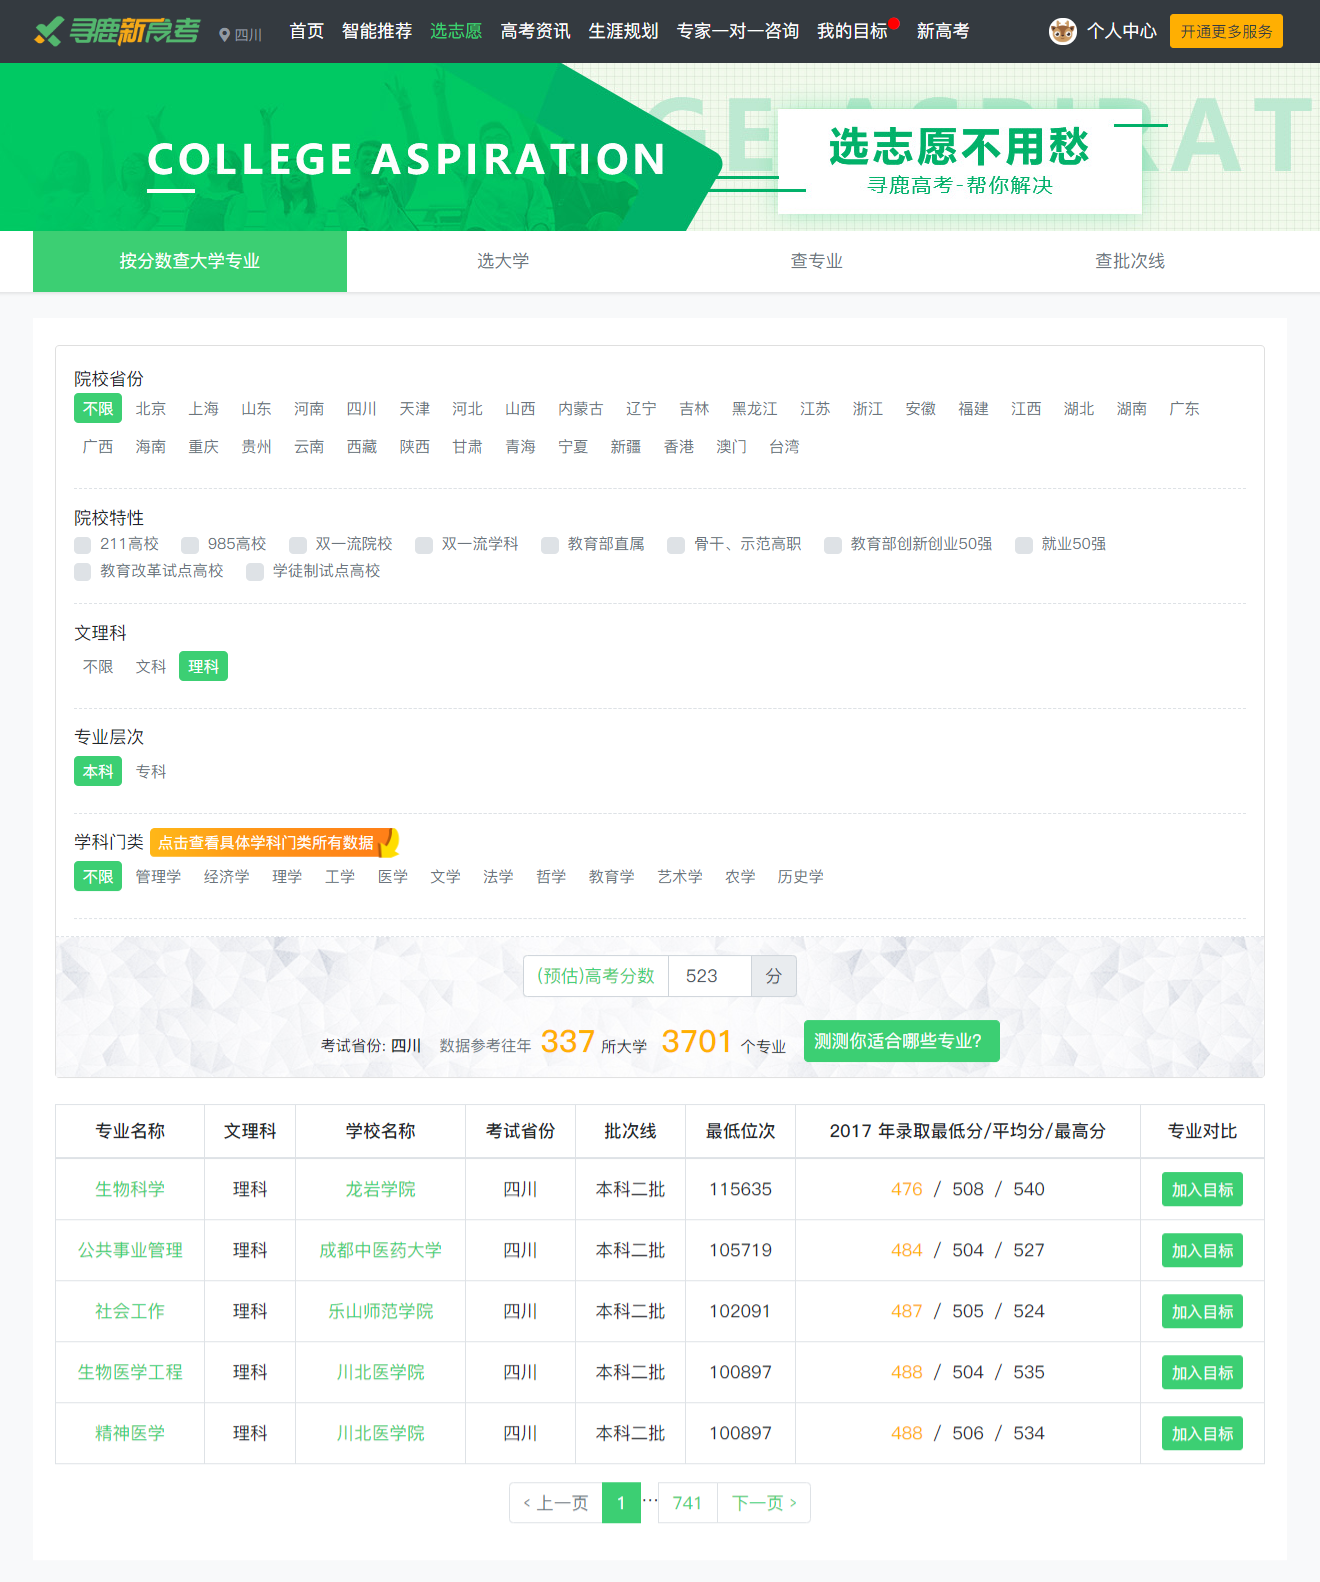 寻鹿新高考 四川 首页 智能推荐 选志愿 高考资讯 生涯规划 专家一对一咨询 我的目标 新高考 个人中心 开通更多服务
GE ASPIRAT
COLLEGE ASPIRATION
选志愿不用愁
寻鹿高考-帮你解决
按分数查大学专业 选大学 查专业 查批次线
院校省份
不限 北京 上海 山东 河南 四川 天津 河北 山西 内蒙古 辽宁 吉林 黑龙江 江苏 浙江 安徽 福建 江西 湖北 湖南 广东
广西 海南 重庆 贵州 云南 西藏 陕西 甘肃 青海 宁夏 新疆 香港 澳门 台湾
院校特性
211高校 985高校 双一流院校 双一流学科 教育部直属 骨干、示范高职 教育部创新创业50强 就业50强
教育改革试点高校 学徒制试点高校
文理科
不限 文科 理科
专业层次
本科 专科
学科门类 点击查看具体学科门类所有数据
不限 管理学 经济学 理学 工学 医学 文学 法学 哲学 教育学 艺术学 农学 历史学
(预估)高考分数 523 分
考试省份: 四川 数据参考往年 337 所大学 3701 个专业 测测你适合哪些专业？
专业名称 文理科 学校名称 考试省份 批次线 最低位次 2017 年录取最低分/平均分/最高分 专业对比
生物科学 理科 龙岩学院 四川 本科二批 115635 476 / 508 / 540 加入目标
公共事业管理 理科 成都中医药大学 四川 本科二批 105719 484 / 504 / 527 加入目标
社会工作 理科 乐山师范学院 四川 本科二批 102091 487 / 505 / 524 加入目标
生物医学工程 理科 川北医学院 四川 本科二批 100897 488 / 504 / 535 加入目标
精神医学 理科 川北医学院 四川 本科二批 100897 488 / 506 / 534 加入目标
‹ 上一页 1 ··· 741 下一页 ›